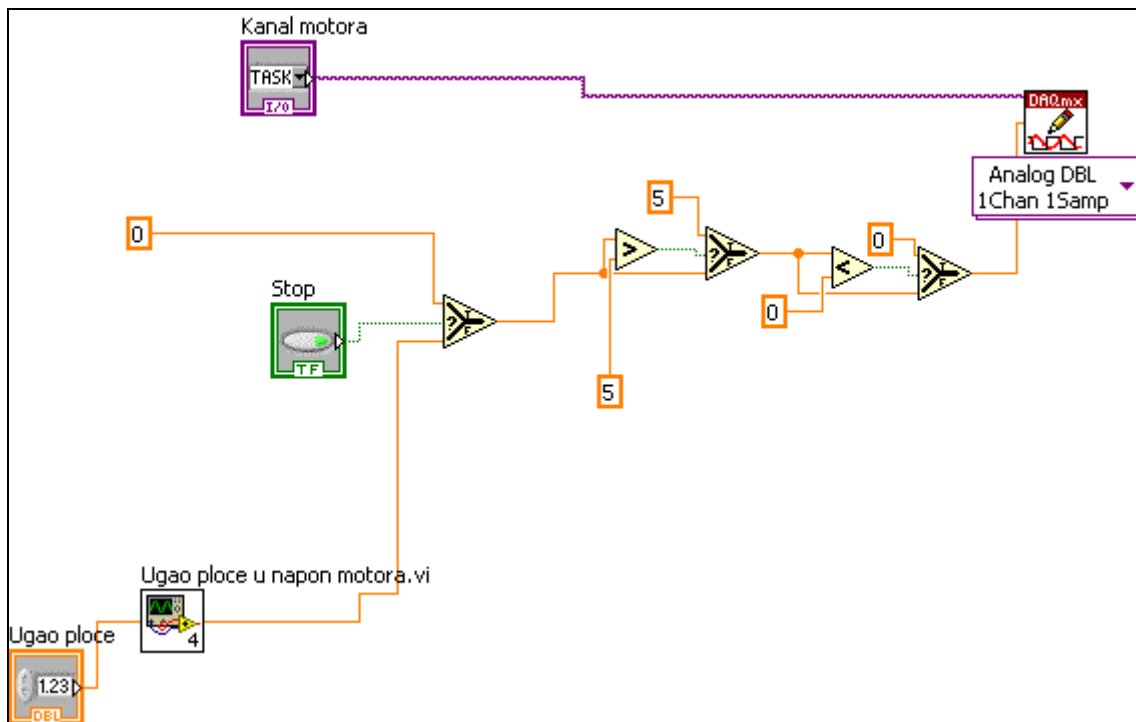 Kanal motora
TASK
I/O
DAQmx
Analog DBL
1Chan 1Samp
5
0
>
?
T
F
0
<
?
T
F
Stop
?
T
F
0
TF
5
Ugao ploce u napon motora.vi
4
Ugao ploce
1.23
DBL